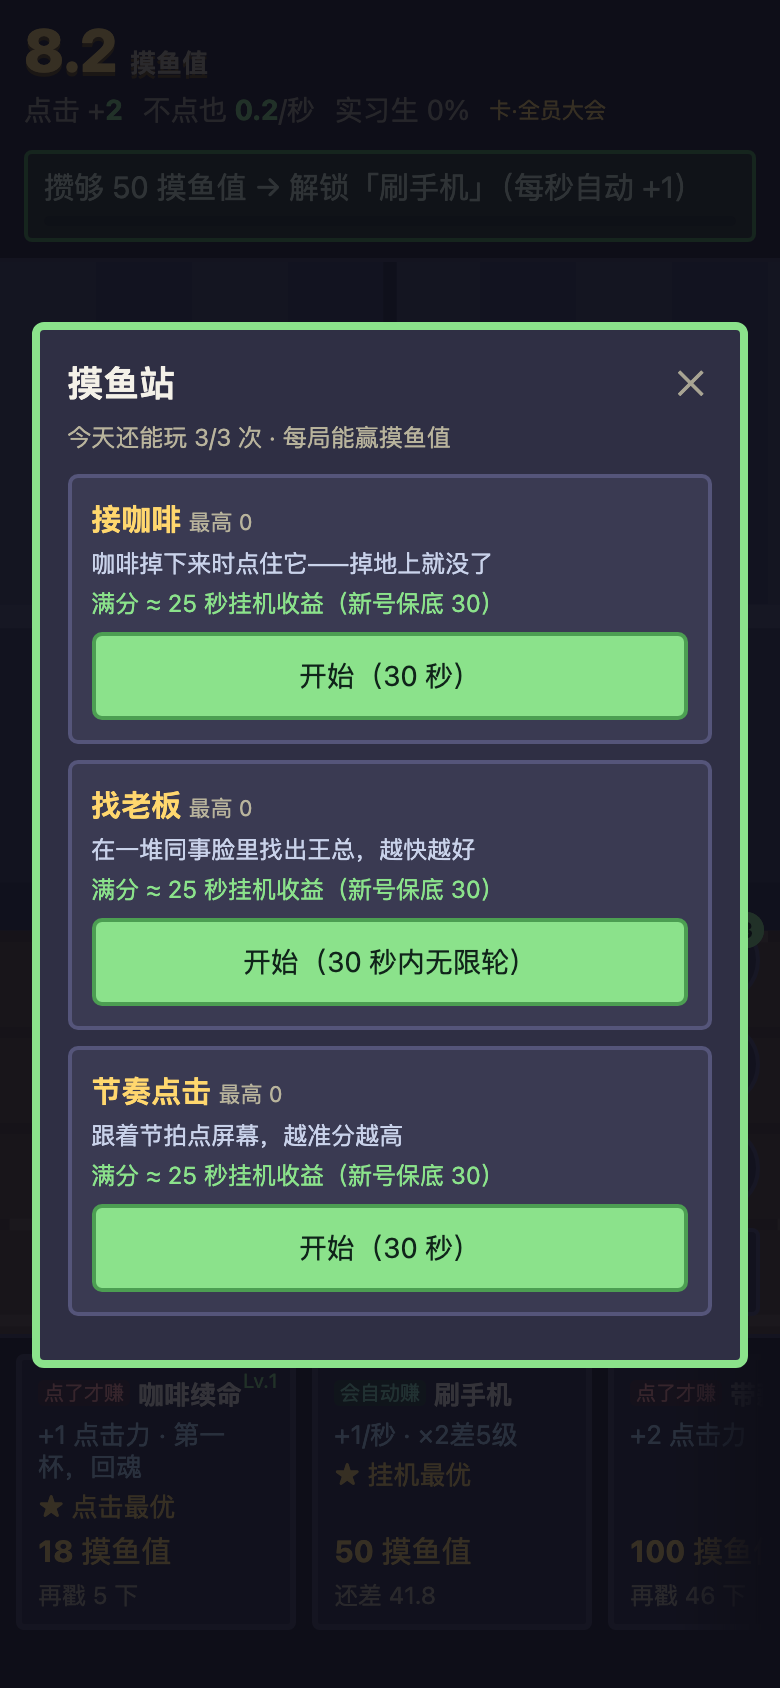 8.2 摸鱼值
点击 +2 不点也 0.2/秒 实习生 0% 卡·全员大会
攒够 50 摸鱼值 → 解锁「刷手机」（每秒自动 +1）
摸鱼站
今天还能玩 3/3 次 · 每局能赢摸鱼值
接咖啡 最高 0
咖啡掉下来时点住它——掉地上就没了
满分 ≈ 25 秒挂机收益（新号保底 30）
开始（30 秒）
找老板 最高 0
在一堆同事脸里找出王总，越快越好
满分 ≈ 25 秒挂机收益（新号保底 30）
开始（30 秒内无限轮）
节奏点击 最高 0
跟着节拍点屏幕，越准分越高
满分 ≈ 25 秒挂机收益（新号保底 30）
开始（30 秒）
点了才赚 咖啡续命 Lv.1
+1 点击力 · 第一
杯，回魂
★ 点击最优
18 摸鱼值
再戳 5 下
会自动赚 刷手机
+1/秒 · ×2差5级
★ 挂机最优
50 摸鱼值
还差 41.8
点了才赚 带
+2 点击力
100 摸鱼
再戳 46 下